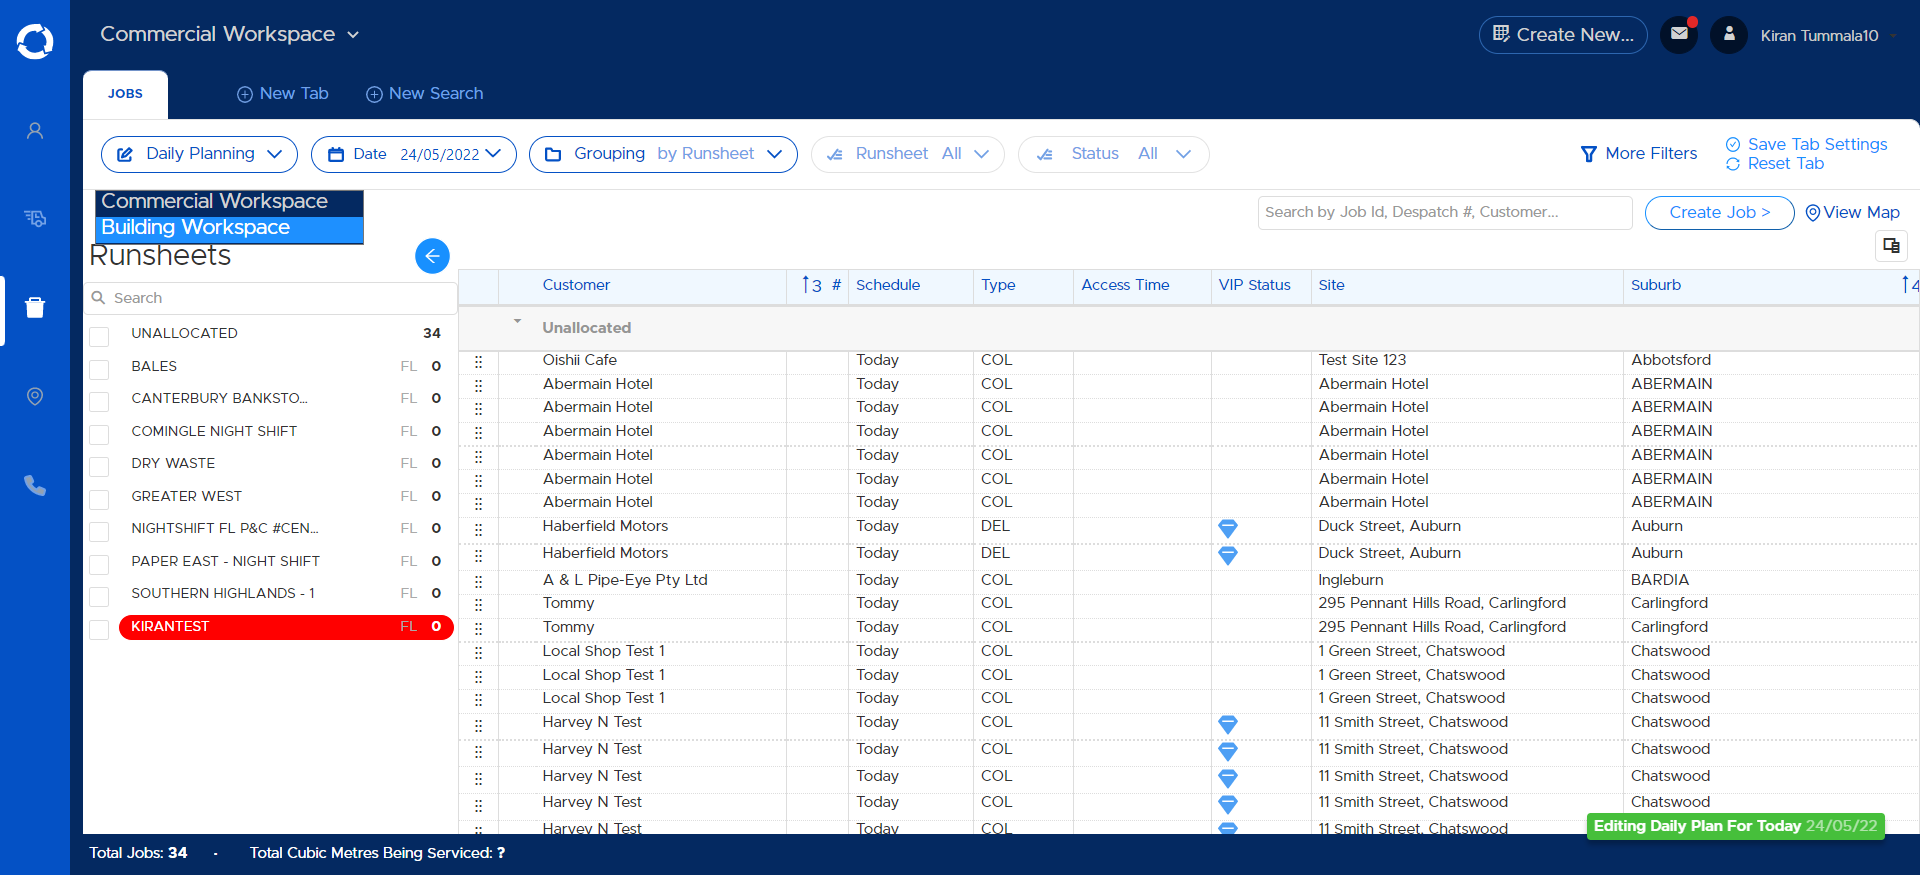 Commercial Workspace
Create New...
Kiran Tummala10
JOBS
New Tab
New Search
Daily Planning
Date 24/05/2022
Grouping by Runsheet
Runsheet All
Status All
More Filters
Save Tab Settings
Reset Tab
Commercial Workspace
Building Workspace
Search by Job Id, Despatch #, Customer...
Create Job >
View Map
Runsheets
Search
UNALLOCATED 34
BALES FL 0
CANTERBURY BANKSTO... FL 0
COMINGLE NIGHT SHIFT FL 0
DRY WASTE FL 0
GREATER WEST FL 0
NIGHTSHIFT FL P&C #CEN... FL 0
PAPER EAST - NIGHT SHIFT FL 0
SOUTHERN HIGHLANDS - 1 FL 0
KIRANTEST FL 0
Customer 3 # Schedule Type Access Time VIP Status Site Suburb 4
Unallocated
Oishii Cafe Today COL Test Site 123 Abbotsford
Abermain Hotel Today COL Abermain Hotel ABERMAIN
Abermain Hotel Today COL Abermain Hotel ABERMAIN
Abermain Hotel Today COL Abermain Hotel ABERMAIN
Abermain Hotel Today COL Abermain Hotel ABERMAIN
Abermain Hotel Today COL Abermain Hotel ABERMAIN
Abermain Hotel Today COL Abermain Hotel ABERMAIN
Haberfield Motors Today DEL Duck Street, Auburn Auburn
Haberfield Motors Today DEL Duck Street, Auburn Auburn
A & L Pipe-Eye Pty Ltd Today COL Ingleburn BARDIA
Tommy Today COL 295 Pennant Hills Road, Carlingford Carlingford
Tommy Today COL 295 Pennant Hills Road, Carlingford Carlingford
Local Shop Test 1 Today COL 1 Green Street, Chatswood Chatswood
Local Shop Test 1 Today COL 1 Green Street, Chatswood Chatswood
Local Shop Test 1 Today COL 1 Green Street, Chatswood Chatswood
Harvey N Test Today COL 11 Smith Street, Chatswood Chatswood
Harvey N Test Today COL 11 Smith Street, Chatswood Chatswood
Harvey N Test Today COL 11 Smith Street, Chatswood Chatswood
Harvey N Test Today COL 11 Smith Street, Chatswood Chatswood
Harvey N Test Today COL 11 Smith Street, Chatswood
Editing Daily Plan For Today 24/05/22
Total Jobs: 34 · Total Cubic Metres Being Serviced: ?